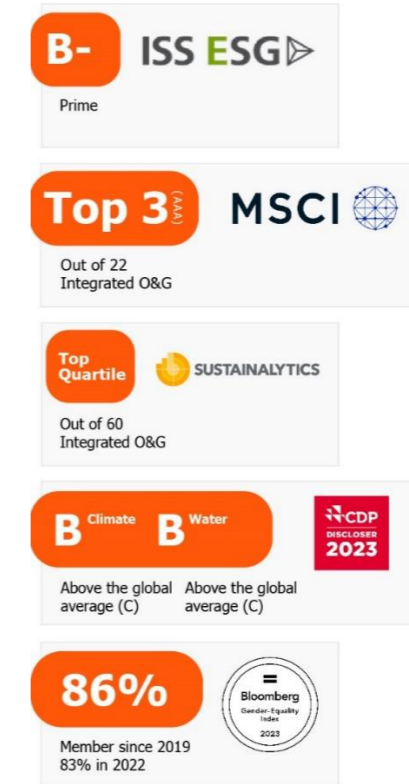 B-
ISS ESG
Prime
Top 3 (AAA)
MSCI
Out of 22
Integrated O&G
Top
Quartile
SUSTAINALYTICS
Out of 60
Integrated O&G
B Climate B Water
CDP
DISCLOSER
2023
Above the global
average (C)
Above the global
average (C)
86%
Bloomberg
Gender-Equality
Index
2023
Member since 2019
83% in 2022